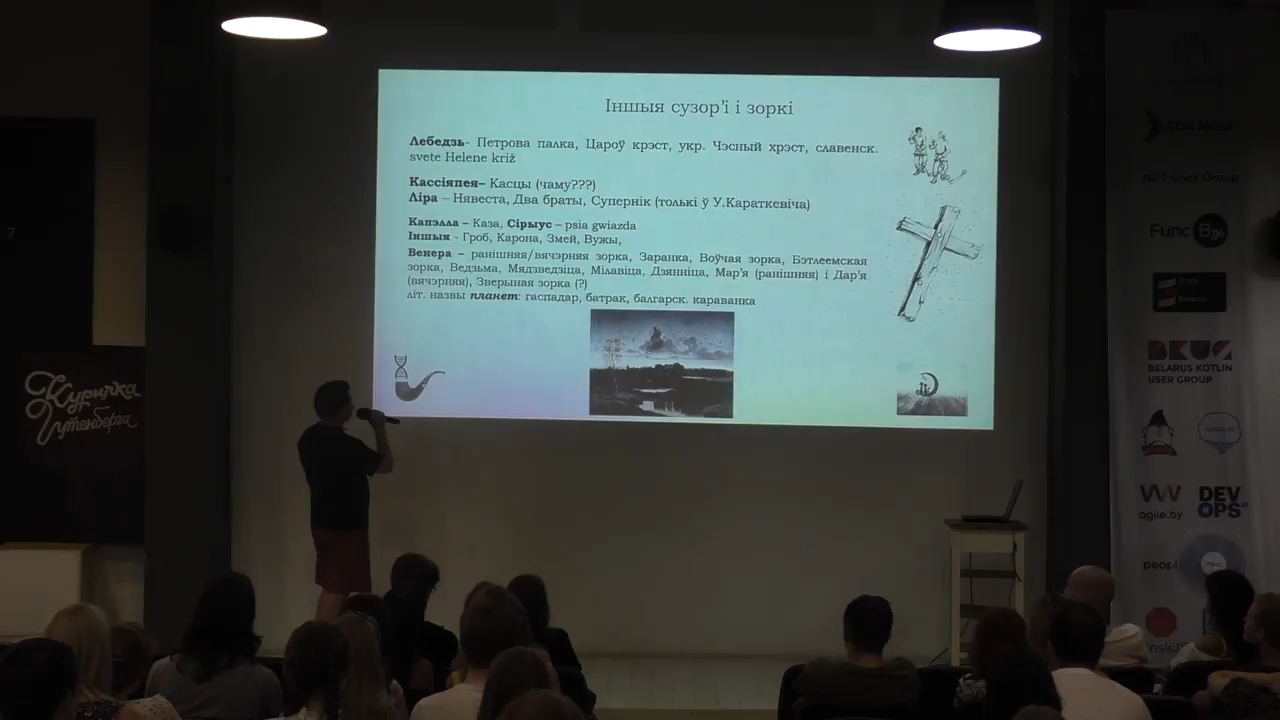 Іншыя сузор'і і зоркі
Лебедзь- Петрова палка, Цароў крэст, укр. Чэсный хрэст, славенск.
svete Helene križ
Кассіяпея– Касцы (чаму???)
Ліра – Нявеста, Два браты, Супернік (толькі ў У.Караткевіча)
Капэлла – Каза, Сірыус – psia gwiazda
Іншыя - Гроб, Карона, Змей, Вужы,
Венера – ранішняя/вячэрняя зорка, Заранка, Воўчая зорка, Бэтлеемская
зорка, Ведзьма, Мядзведзіца, Мілавіца, Дзянніца, Мар'я (ранішняя) і Дар'я
(вячэрняя), Зверыная зорка (?)
літ. назвы планет: гаспадар, батрак, балгарск. караванка
7
Курилка
Гутенберга
.NET User Group
Func
BKUG
BELARUS KOTLIN
USER GROUP
agile.by
DEV
OPS
people